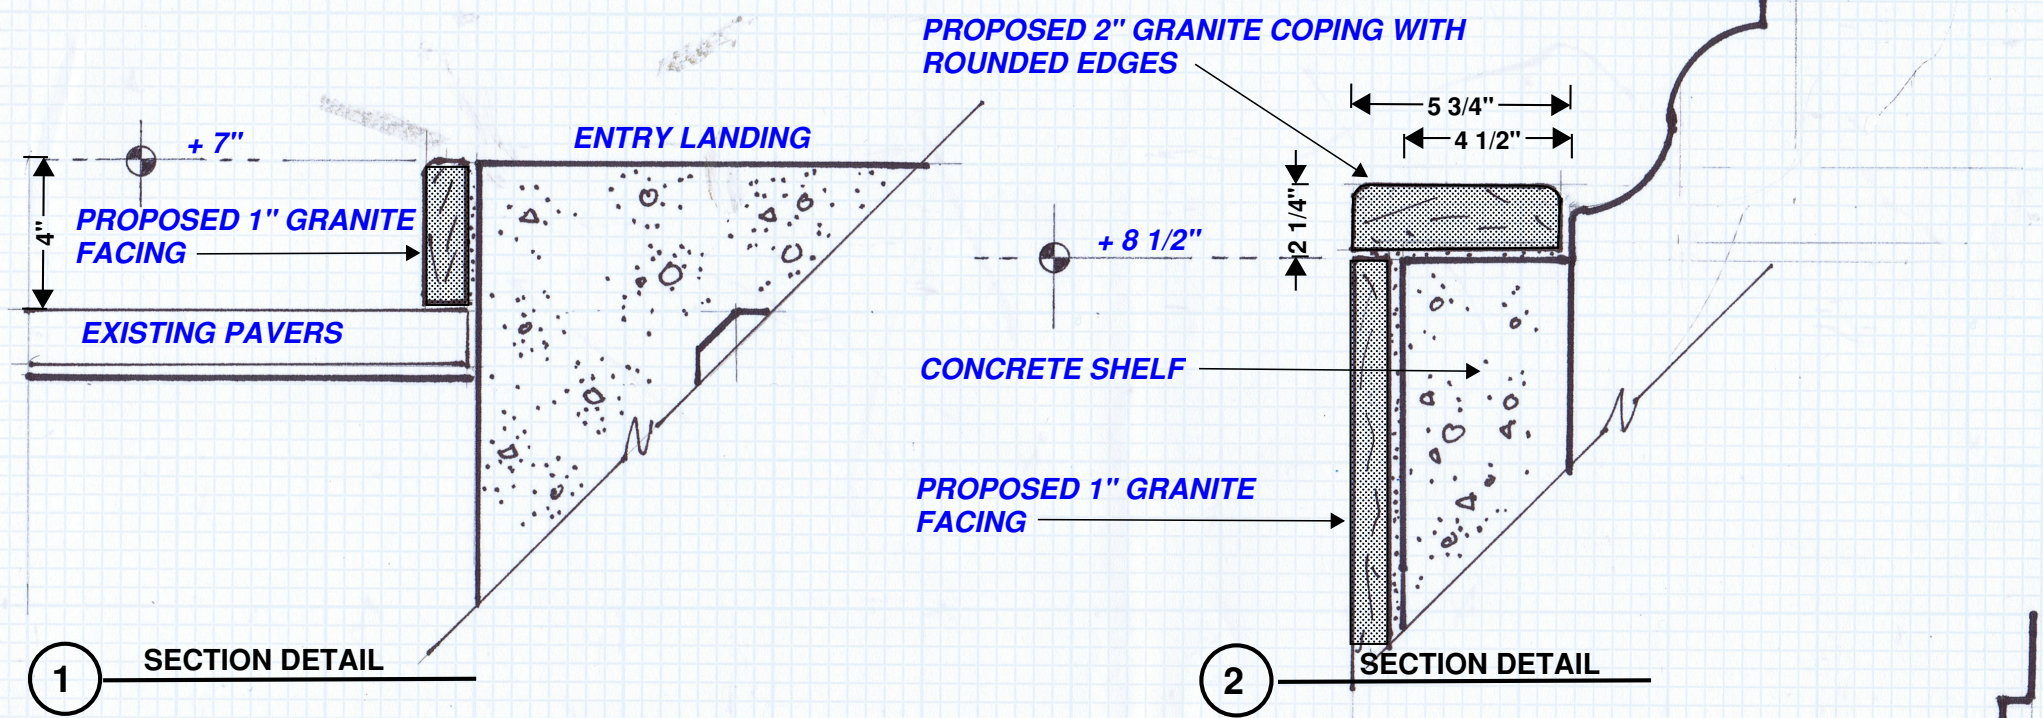 + 7"
ENTRY LANDING
4"
PROPOSED 1" GRANITE
FACING
EXISTING PAVERS
1
SECTION DETAIL
PROPOSED 2" GRANITE COPING WITH
ROUNDED EDGES
5 3/4"
4 1/2"
2 1/4"
+ 8 1/2"
CONCRETE SHELF
PROPOSED 1" GRANITE
FACING
2
SECTION DETAIL